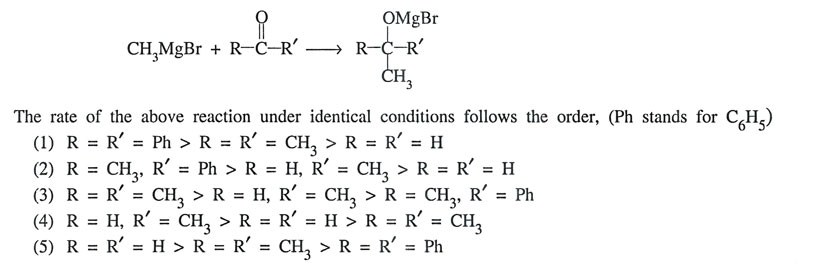 O OMgBr
CH₃MgBr + R–C–R′ ⟶ R–C–R′
CH₃
The rate of the above reaction under identical conditions follows the order, (Ph stands for C₆H₅)
(1) R = R′ = Ph > R = R′ = CH₃ > R = R′ = H
(2) R = CH₃, R′ = Ph > R = H, R′ = CH₃ > R = R′ = H
(3) R = R′ = CH₃ > R = H, R′ = CH₃ > R = CH₃, R′ = Ph
(4) R = H, R′ = CH₃ > R = R′ = H > R = R′ = CH₃
(5) R = R′ = H > R = R′ = CH₃ > R = R′ = Ph